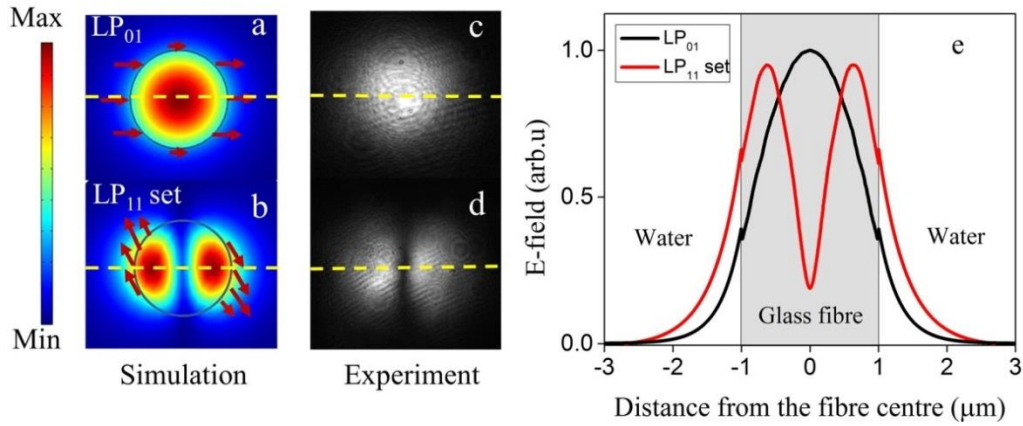 Max
Min
LP01
a
LP11 set
b
Simulation
c
d
Experiment
E-field (arb.u)
1.0
0.5
0.0
LP01
LP11 set
e
Water
Water
Glass fibre
-3
-2
-1
0
1
2
3
Distance from the fibre centre (μm)